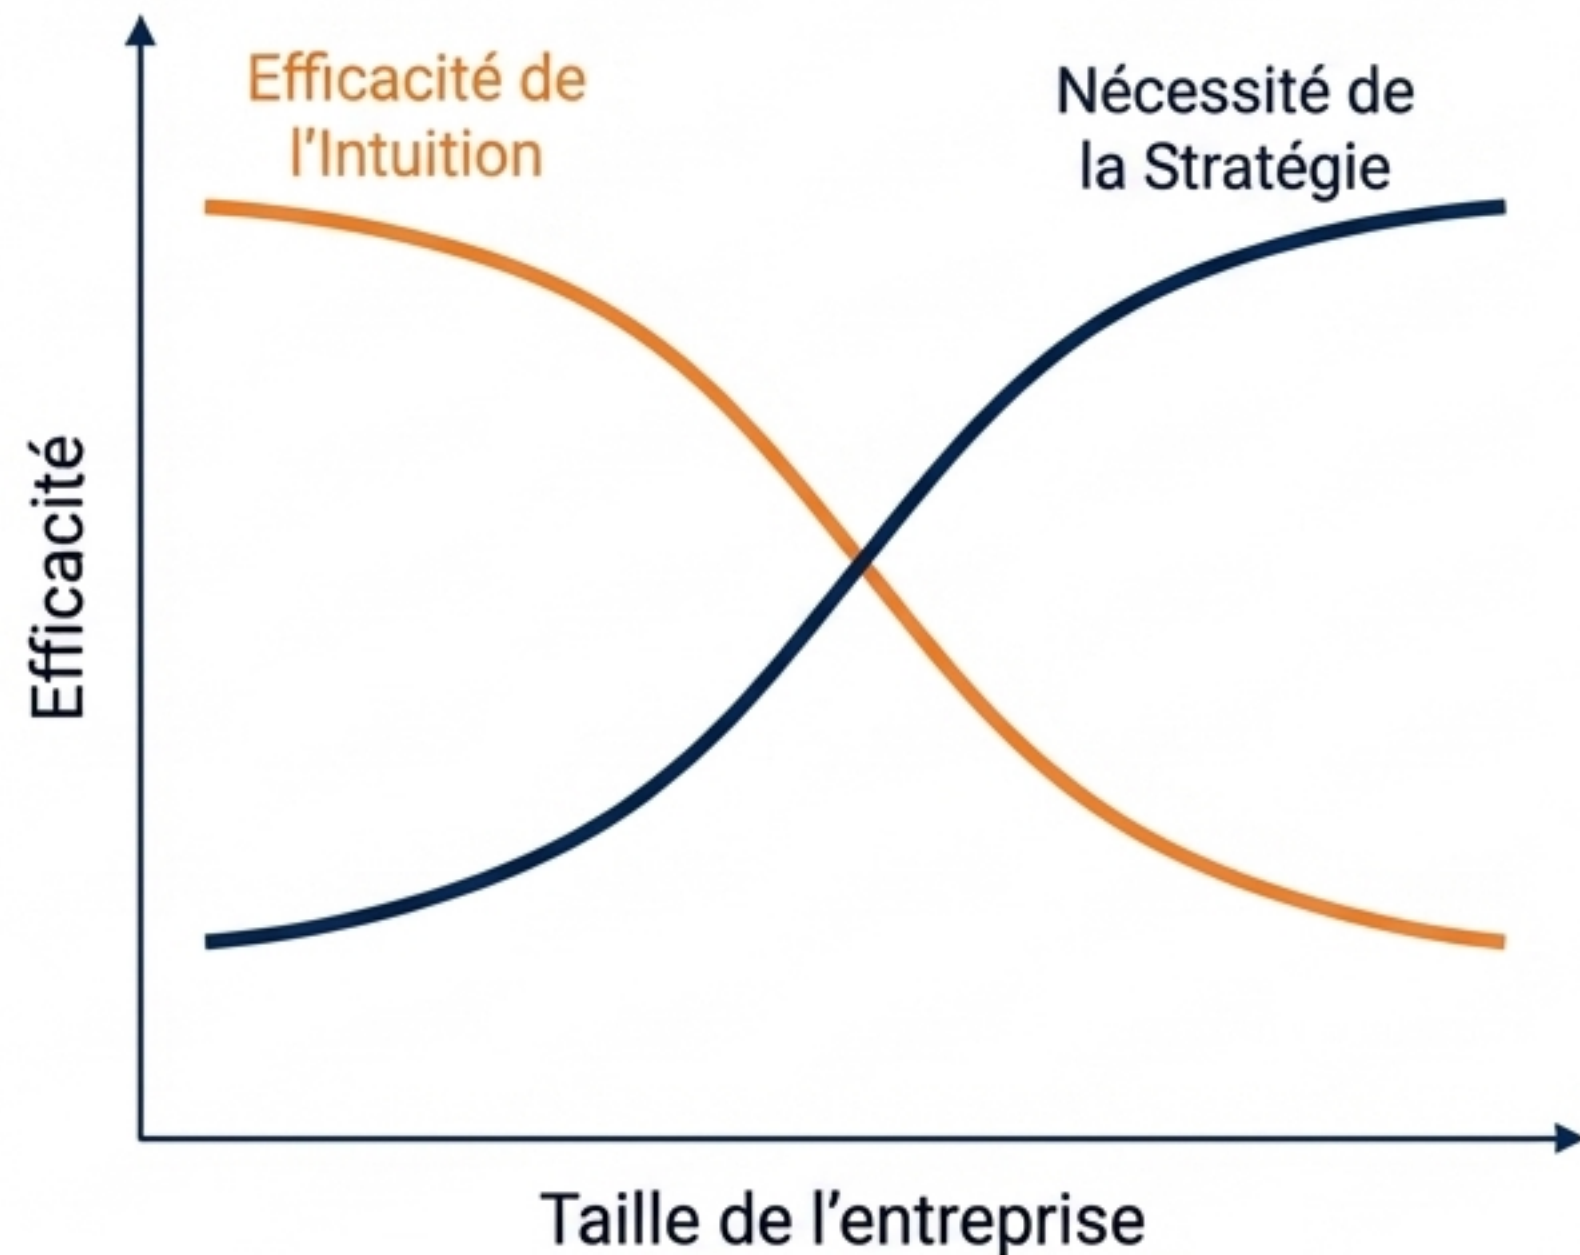 Efficacité de
l'Intuition
Nécessité de
la Stratégie
Efficacité
Taille de l'entreprise